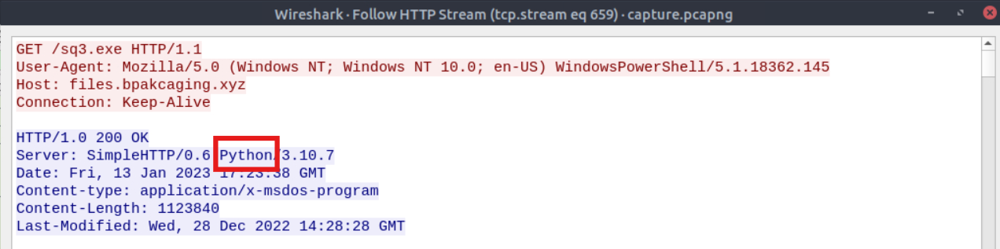 Wireshark · Follow HTTP Stream (tcp.stream eq 659) · capture.pcapng
GET /sq3.exe HTTP/1.1
User-Agent: Mozilla/5.0 (Windows NT; Windows NT 10.0; en-US) WindowsPowerShell/5.1.18362.145
Host: files.bpakcaging.xyz
Connection: Keep-Alive
HTTP/1.0 200 OK
Server: SimpleHTTP/0.6 Python/3.10.7
Date: Fri, 13 Jan 2023 17:23:38 GMT
Content-type: application/x-msdos-program
Content-Length: 1123840
Last-Modified: Wed, 28 Dec 2022 14:28:28 GMT